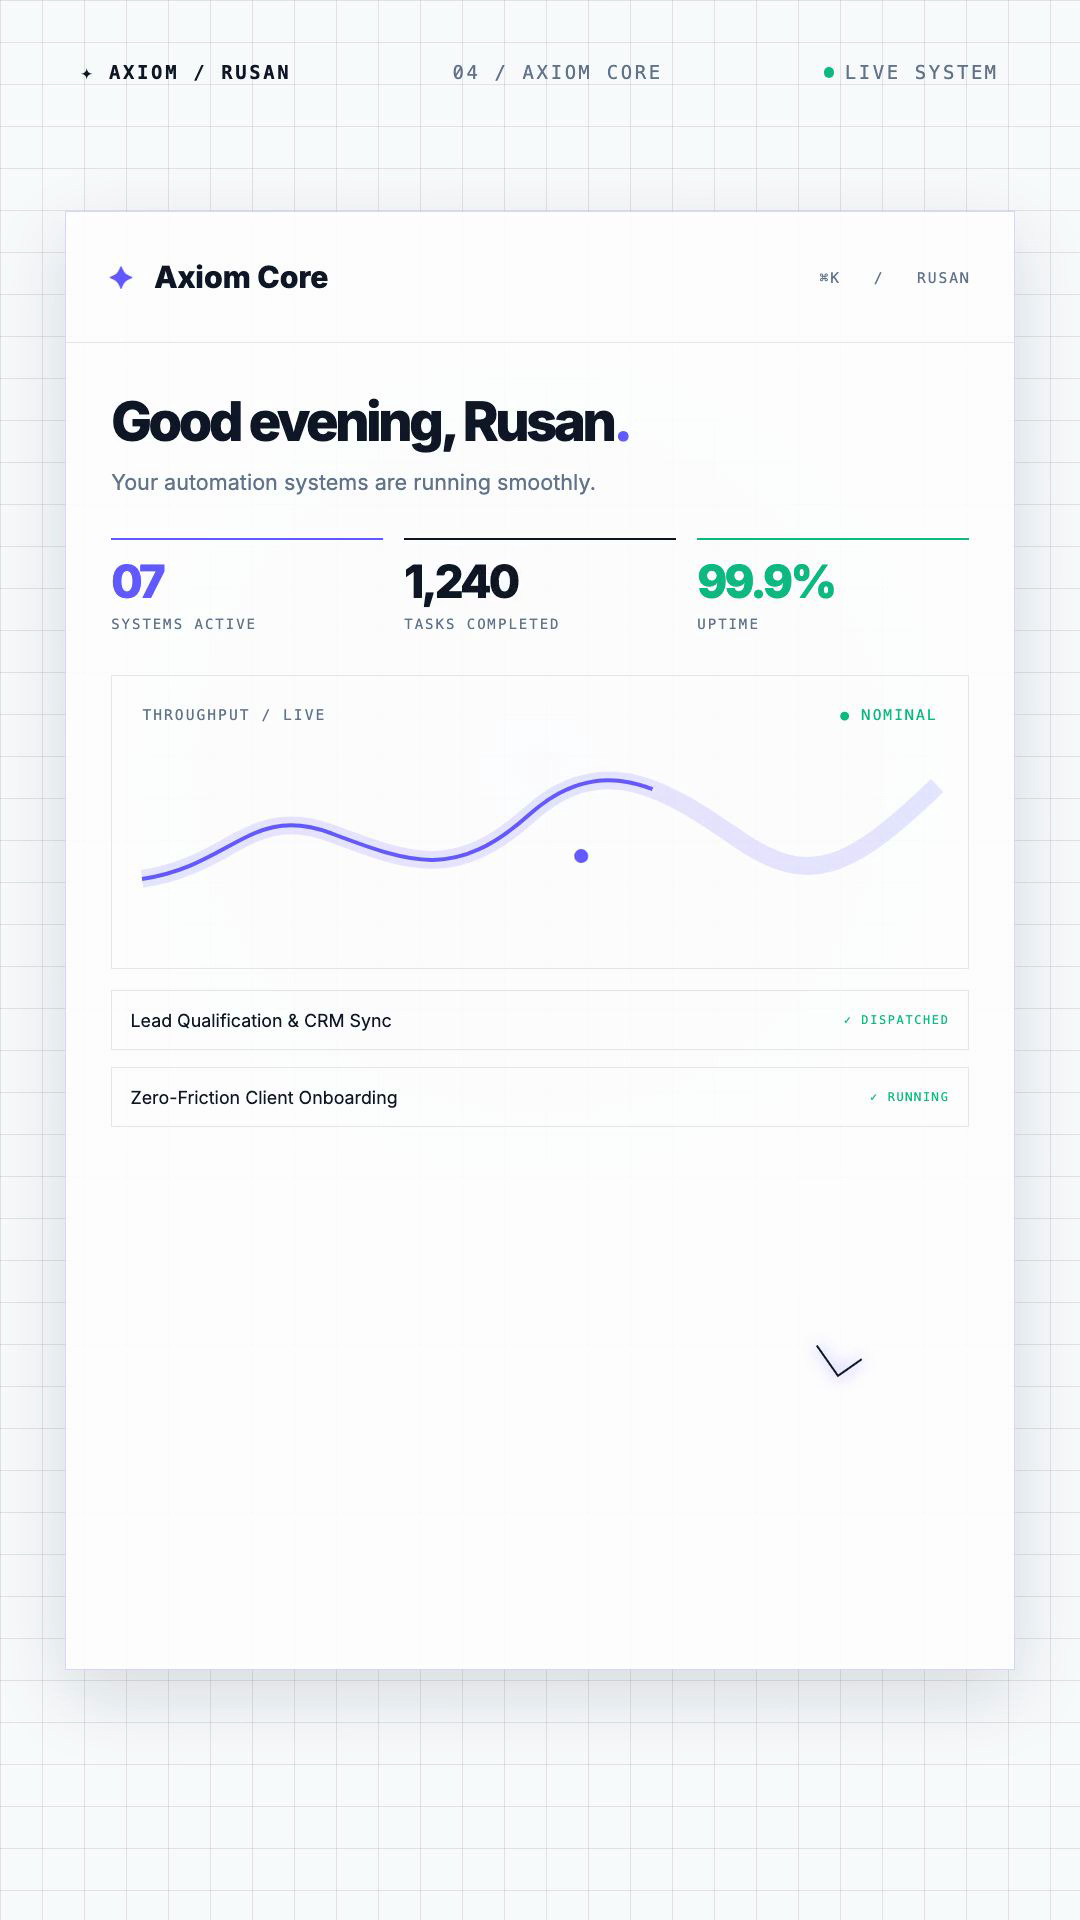 ✦ AXIOM / RUSAN
04 / AXIOM CORE
● LIVE SYSTEM
Axiom Core
⌘K / RUSAN
Good evening, Rusan.
Your automation systems are running smoothly.
07
SYSTEMS ACTIVE
1,240
TASKS COMPLETED
99.9%
UPTIME
THROUGHPUT / LIVE
● NOMINAL
Lead Qualification & CRM Sync
✓ DISPATCHED
Zero-Friction Client Onboarding
✓ RUNNING